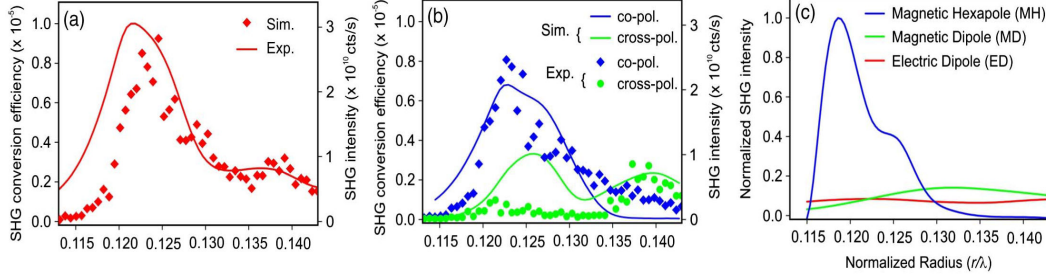 (a)
Sim.
Exp.
SHG conversion efficiency (x 10⁻⁵)
1.0
0.8
0.6
0.4
0.2
0.0
SHG intensity (x 10¹⁰ cts/s)
3
2
1
0
0.115 0.120 0.125 0.130 0.135 0.140
(b)
Sim. { co-pol.
cross-pol.
Exp. { co-pol.
cross-pol.
SHG conversion efficiency (x 10⁻⁵)
1.0
0.8
0.6
0.4
0.2
0.0
SHG intensity (x 10¹⁰ cts/s)
3
2
1
0
0.115 0.120 0.125 0.130 0.135 0.140
(c)
Magnetic Hexapole (MH)
Magnetic Dipole (MD)
Electric Dipole (ED)
Normalized SHG intensity
1.0
0.8
0.6
0.4
0.2
0.0
0.115 0.120 0.125 0.130 0.135 0.140
Normalized Radius (r/λ)